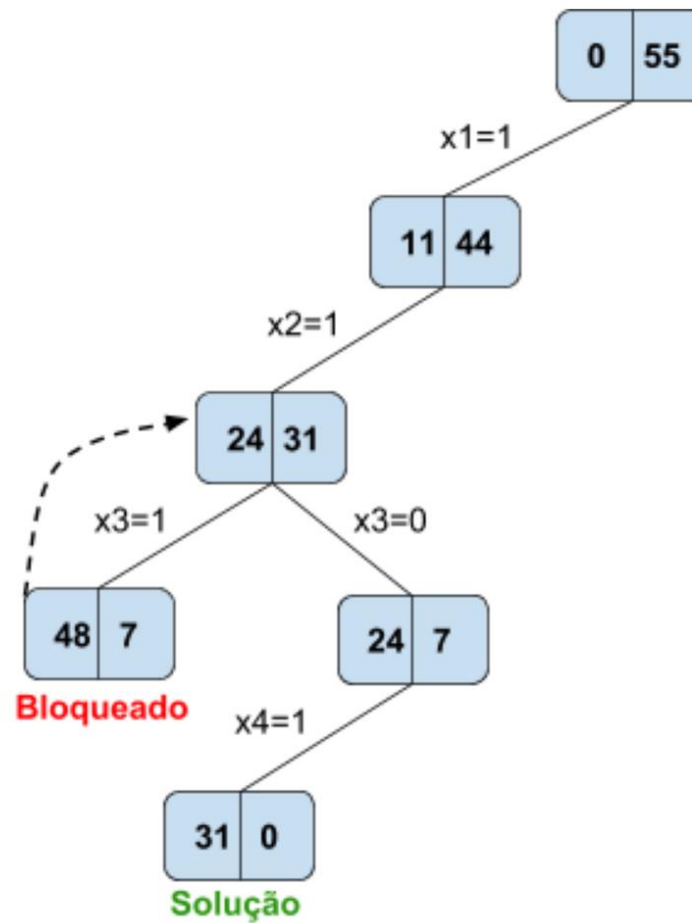 0 55
x1=1
11 44
x2=1
24 31
x3=1 x3=0
48 7 24 7
Bloqueado
x4=1
31 0
Solução